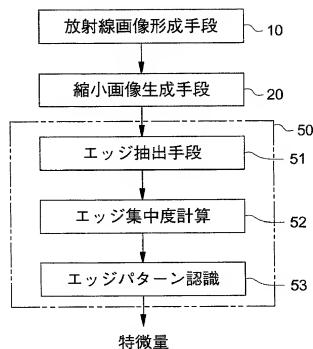 放射線画像形成手段
10
縮小画像生成手段
20
50
エッジ抽出手段
51
エッジ集中度計算
52
エッジパターン認識
53
特徴量